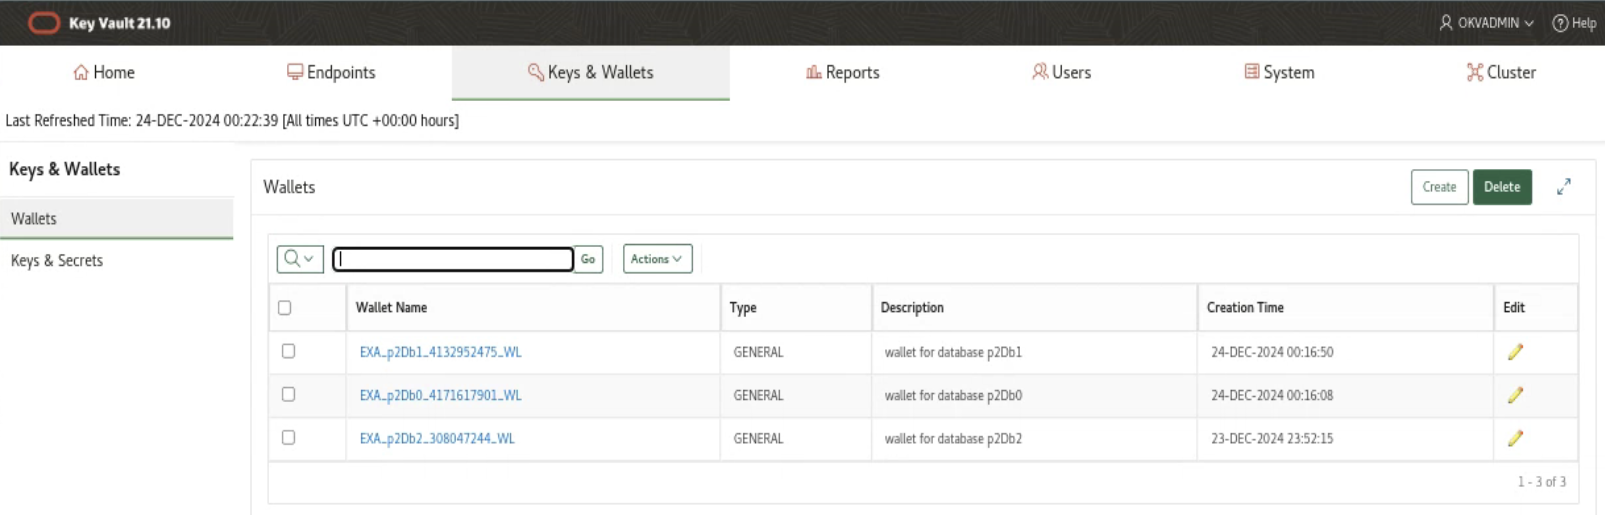 Key Vault 21.10
OKVADMIN
Help
Home
Endpoints
Keys & Wallets
Reports
Users
System
Cluster
Last Refreshed Time: 24-DEC-2024 00:22:39 [All times UTC +00:00 hours]
Keys & Wallets
Wallets
Keys & Secrets
Wallets
Create
Delete
Go
Actions
Wallet Name Type Description Creation Time Edit
EXA_p2Db1_4132952475_WL GENERAL wallet for database p2Db1 24-DEC-2024 00:16:50
EXA_p2Db0_4171617901_WL GENERAL wallet for database p2Db0 24-DEC-2024 00:16:08
EXA_p2Db2_308047244_WL GENERAL wallet for database p2Db2 23-DEC-2024 23:52:15
1 - 3 of 3